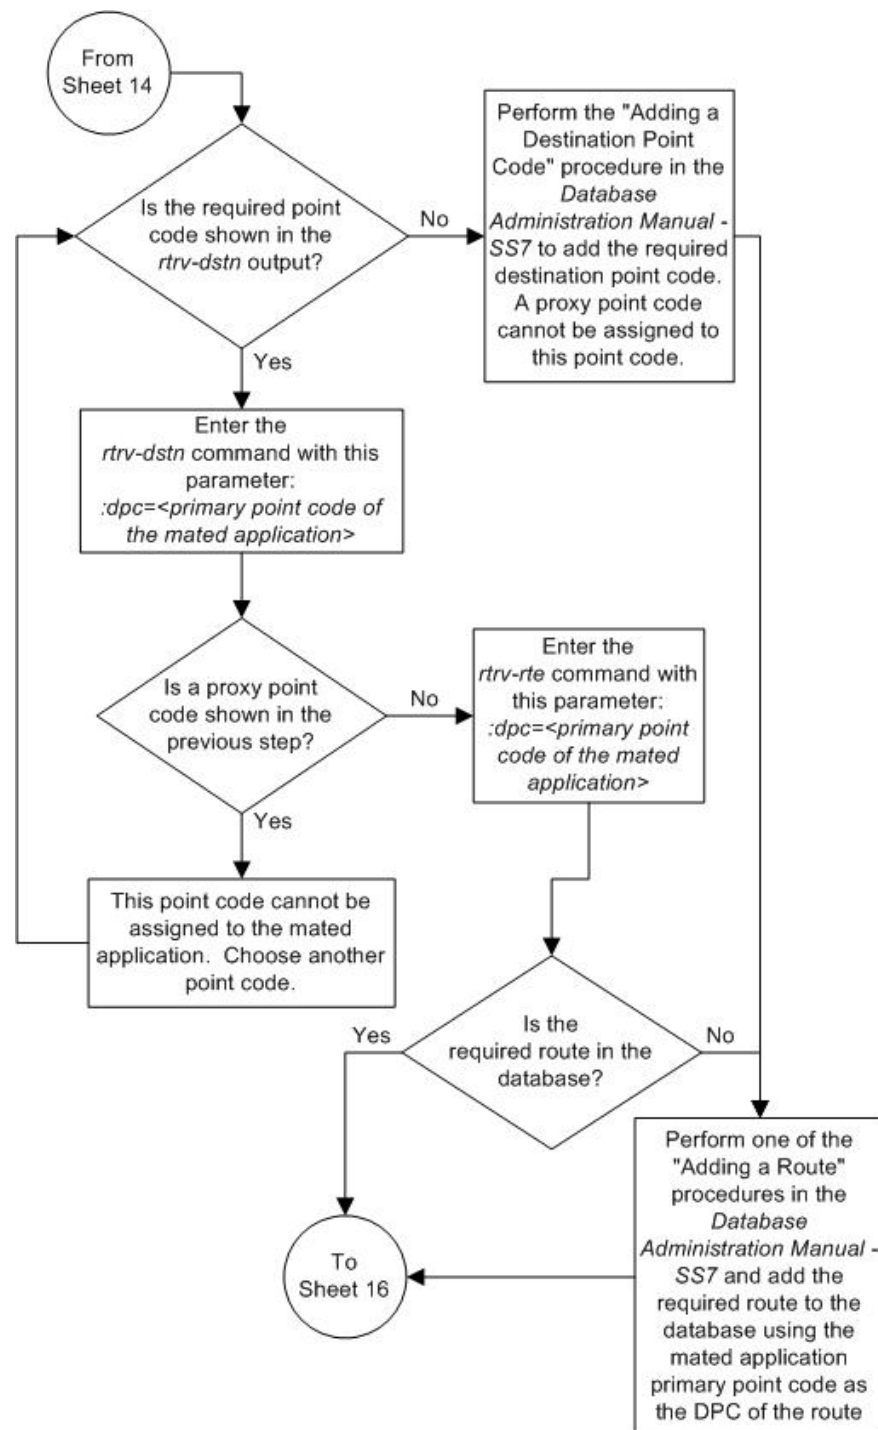 From
Sheet 14
Is the required point
code shown in the
rtrv-dstn output?
No
Perform the "Adding a
Destination Point
Code" procedure in the
Database
Administration Manual -
SS7 to add the required
destination point code.
A proxy point code
cannot be assigned to
this point code.
Yes
Enter the
rtrv-dstn command with this
parameter:
:dpc=<primary point code of
the mated application>
Is a proxy point
code shown in the
previous step?
No
Enter the
rtrv-rte command with
this parameter:
:dpc=<primary point
code of the mated
application>
Yes
This point code cannot be
assigned to the mated
application.  Choose another
point code.
Is the
required route in the
database?
Yes
No
Perform one of the
"Adding a Route"
procedures in the
Database
Administration Manual -
SS7 and add the
required route to the
database using the
mated application
primary point code as
the DPC of the route
To
Sheet 16